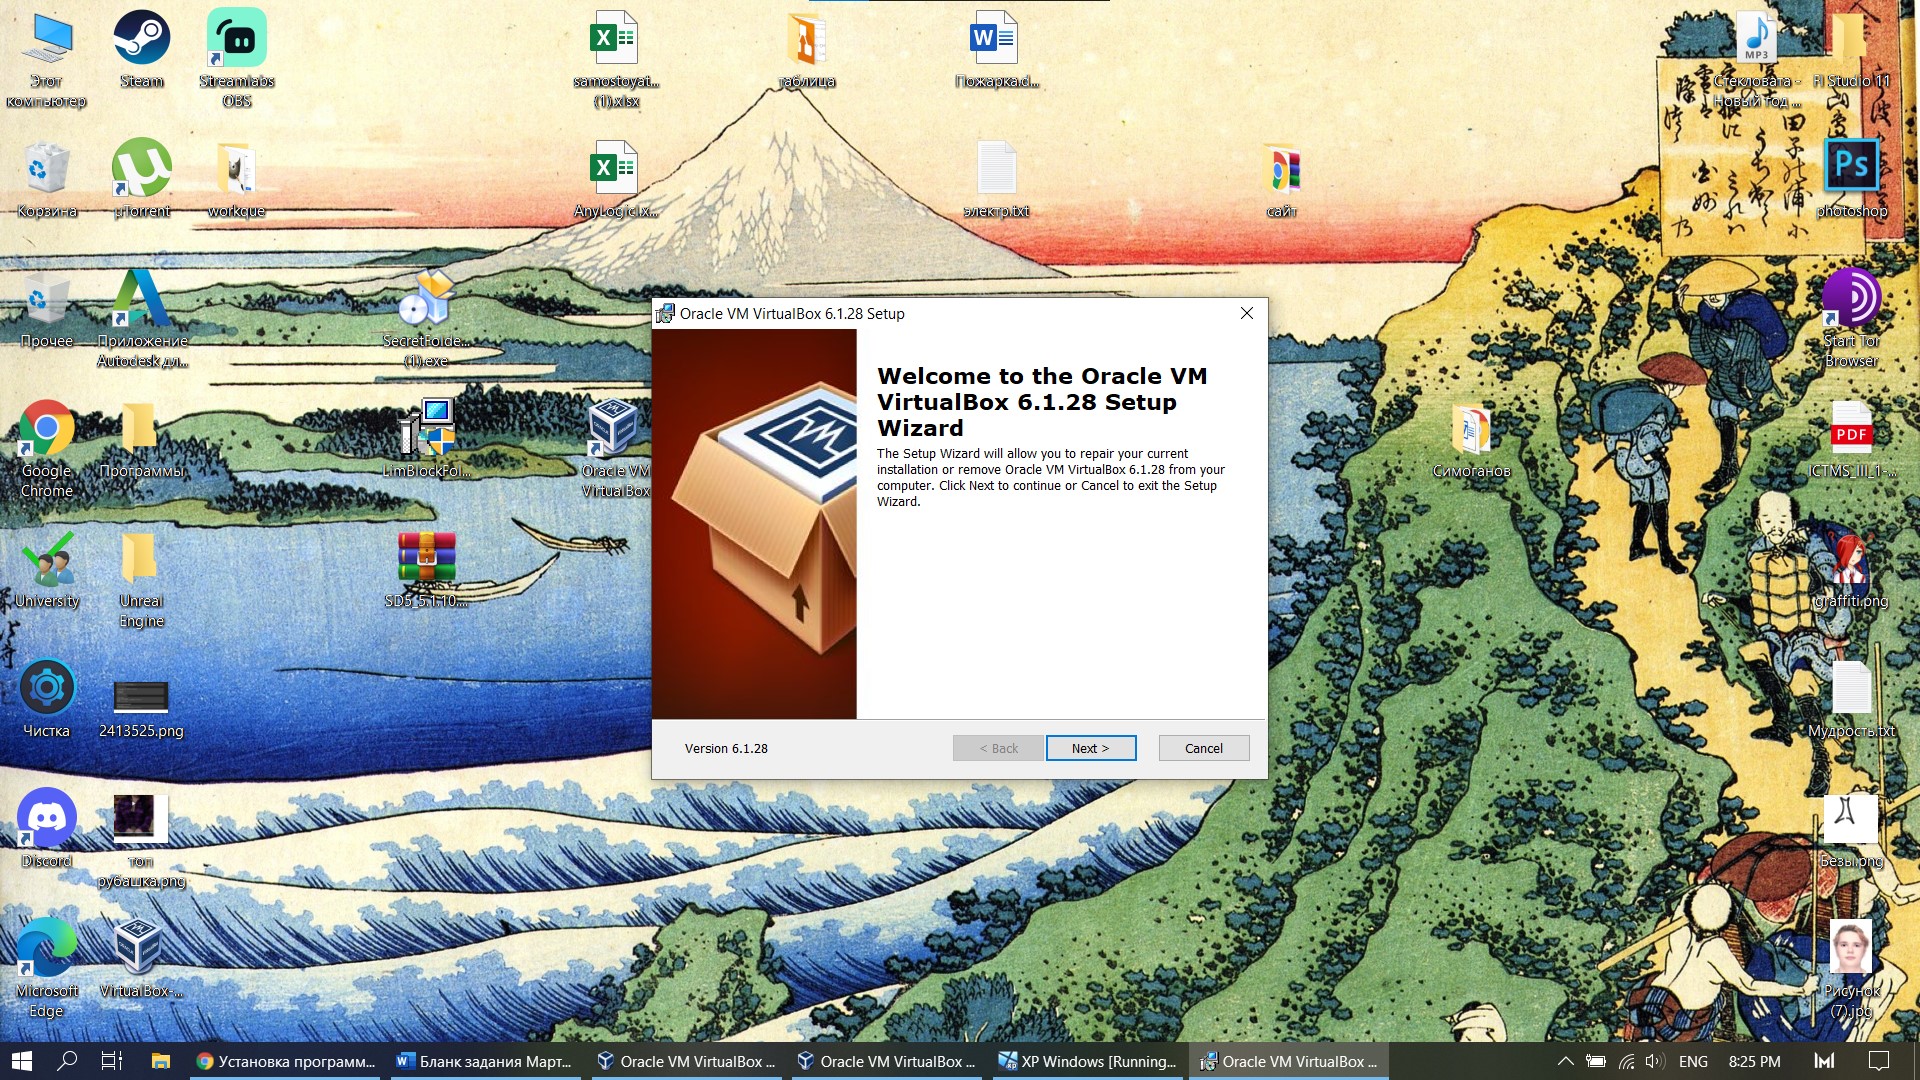 Этот
компьютер
Steam
Streamlabs
OBS
samostoyat...
(1).xlsx
таблица
W
Пожарка.d...
MP3
Стекловата -
Новый год ...
Fl Studio 11
Корзина
µTorrent
workque
X
AnyLogic.x...
электр.txt
сайт
Ps
photoshop
Прочее
Приложение
Autodesk дл...
SecretFolde...
(1).exe
Start Tor
Browser
Google
Chrome
Программы
LimBlockFol...
Oracle VM
VirtualBox
Симоганов
PDF
ICTMS_III_1-...
University
Unreal
Engine
SD5_5.1.10....
graffiti.png
Чистка
2413525.png
Мудрость.txt
Discord
топ
рубашка.png
Безы.png
Microsoft
Edge
VirtualBox-...
Рисунок
(7).jpg
Oracle VM VirtualBox 6.1.28 Setup
Welcome to the Oracle VM
VirtualBox 6.1.28 Setup
Wizard
The Setup Wizard will allow you to repair your current
installation or remove Oracle VM VirtualBox 6.1.28 from your
computer. Click Next to continue or Cancel to exit the Setup
Wizard.
Version 6.1.28
< Back
Next >
Cancel
Установка программ...
Бланк задания Март...
Oracle VM VirtualBox ...
Oracle VM VirtualBox ...
XP Windows [Running...
Oracle VM VirtualBox ...
ENG
8:25 PM